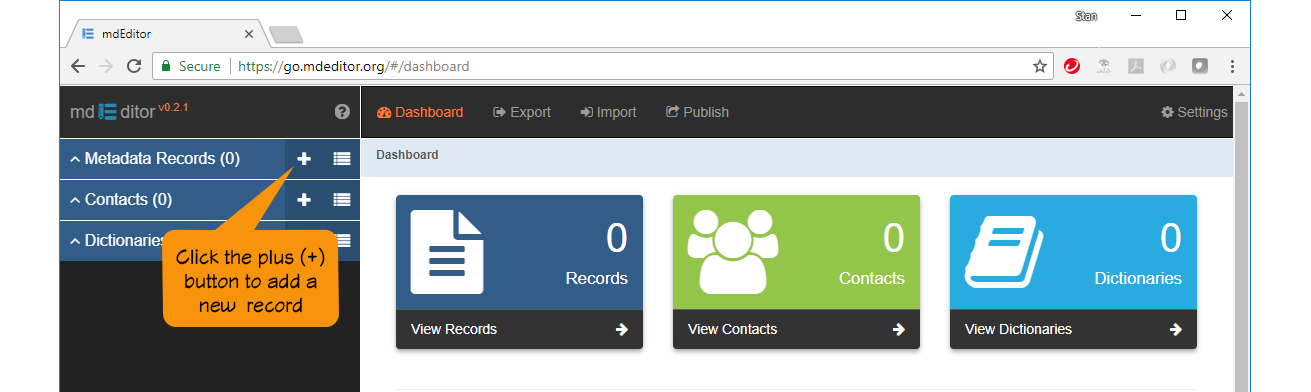 Stan
mdEditor
Secure
https://go.mdeditor.org/#/dashboard
md ditor v0.2.1
Dashboard
Export
Import
Publish
Settings
Metadata Records (0)
Contacts (0)
Dictionaries
Click the plus (+)
button to add a
new record
Dashboard
0
Records
View Records
0
Contacts
View Contacts
0
Dictionaries
View Dictionaries